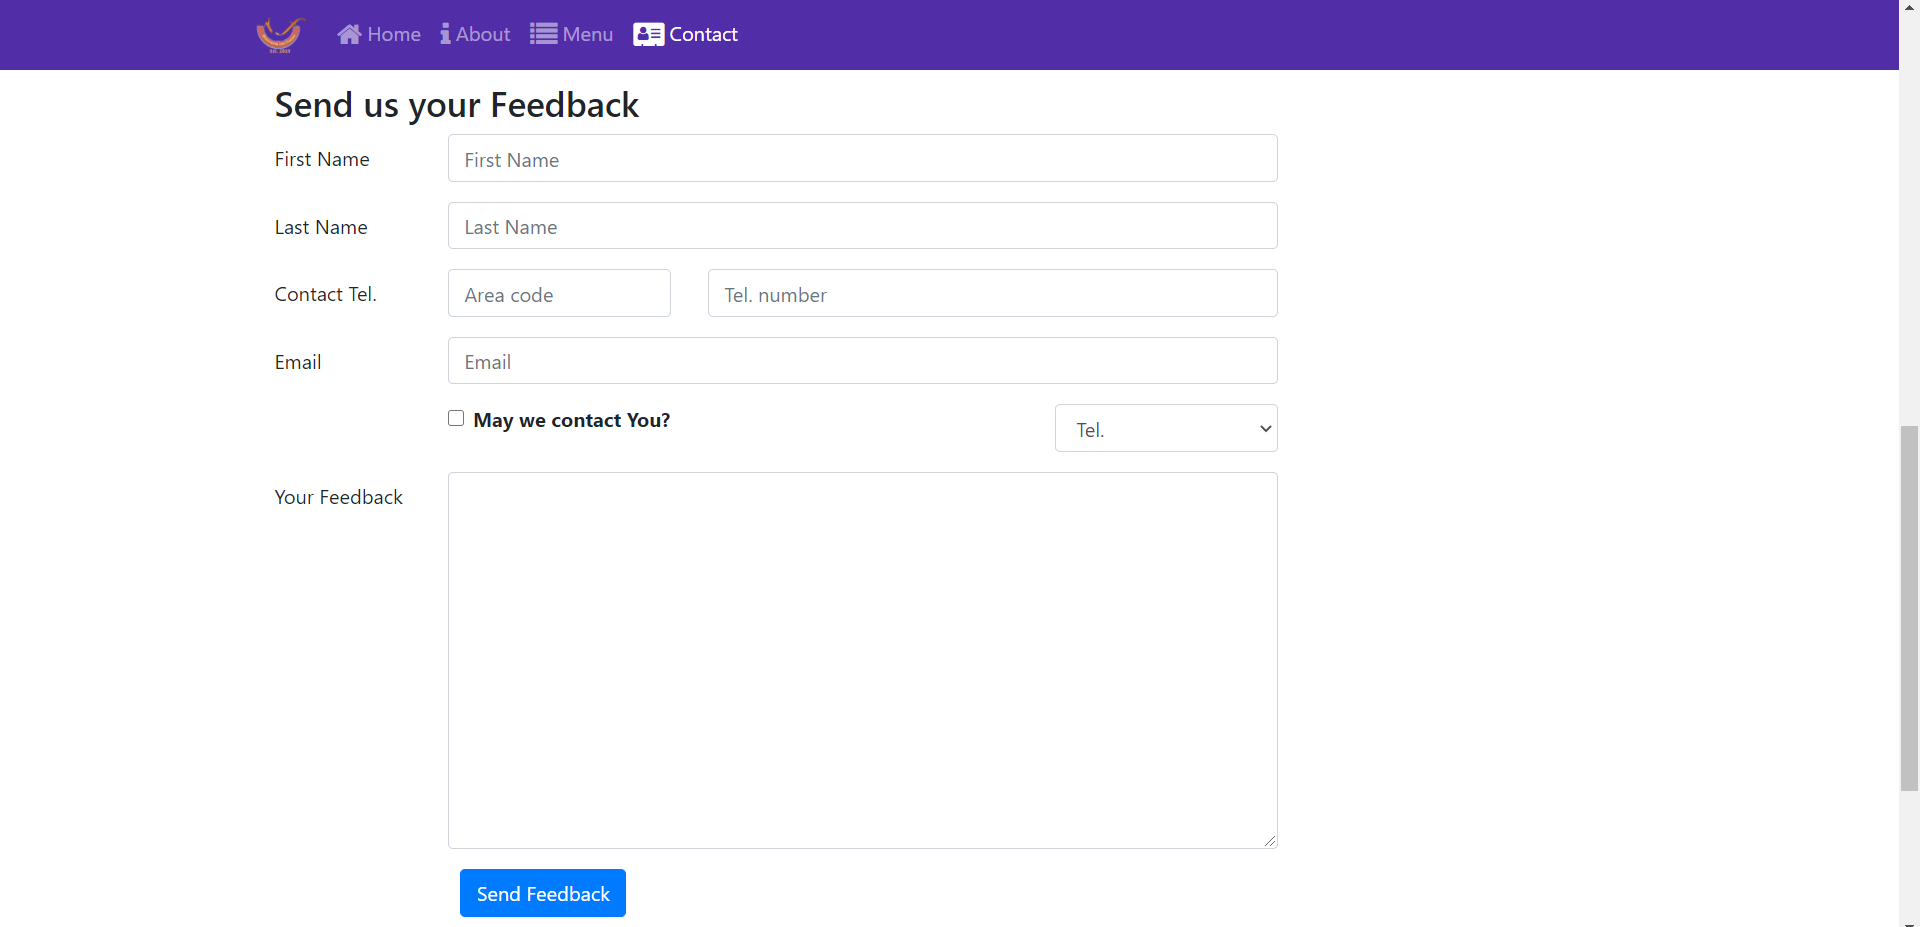 Home About Menu Contact
Send us your Feedback
First Name First Name
Last Name Last Name
Contact Tel. Area code Tel. number
Email Email
May we contact You? Tel.
Your Feedback
Send Feedback